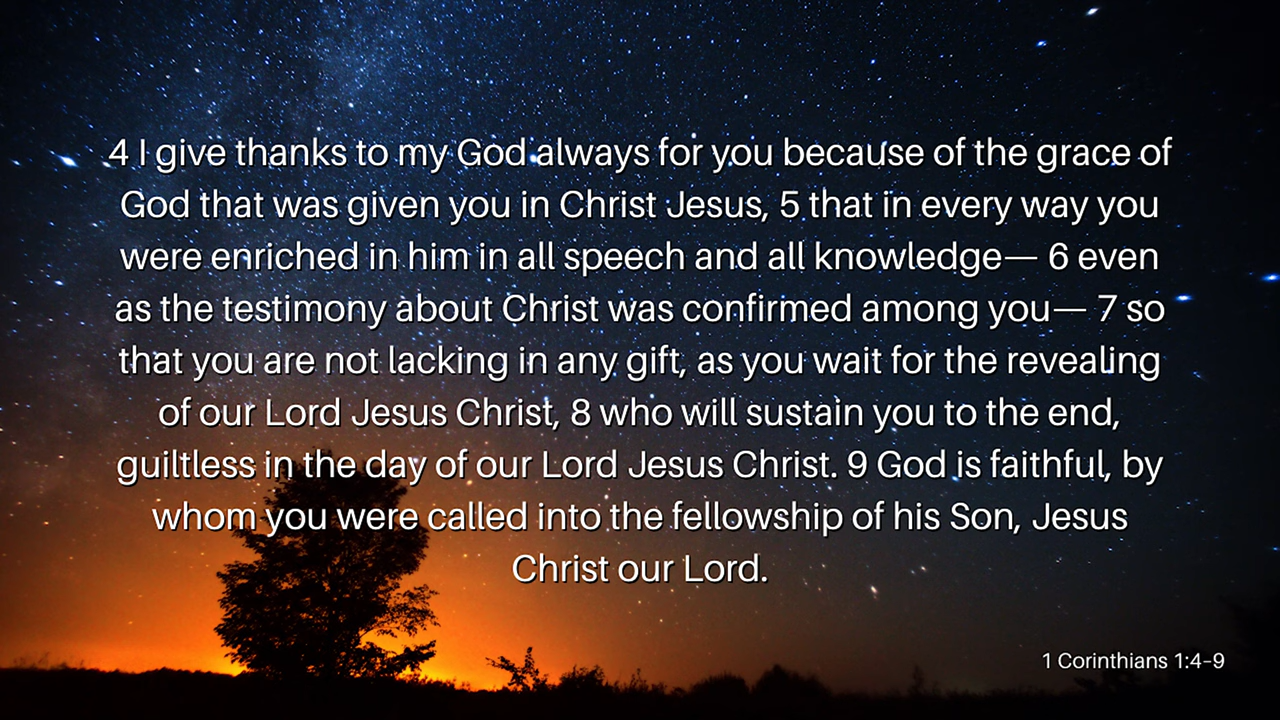 4 I give thanks to my God always for you because of the grace of
God that was given you in Christ Jesus, 5 that in every way you
were enriched in him in all speech and all knowledge— 6 even
as the testimony about Christ was confirmed among you— 7 so
that you are not lacking in any gift, as you wait for the revealing
of our Lord Jesus Christ, 8 who will sustain you to the end,
guiltless in the day of our Lord Jesus Christ. 9 God is faithful, by
whom you were called into the fellowship of his Son, Jesus
Christ our Lord.
1 Corinthians 1:4–9